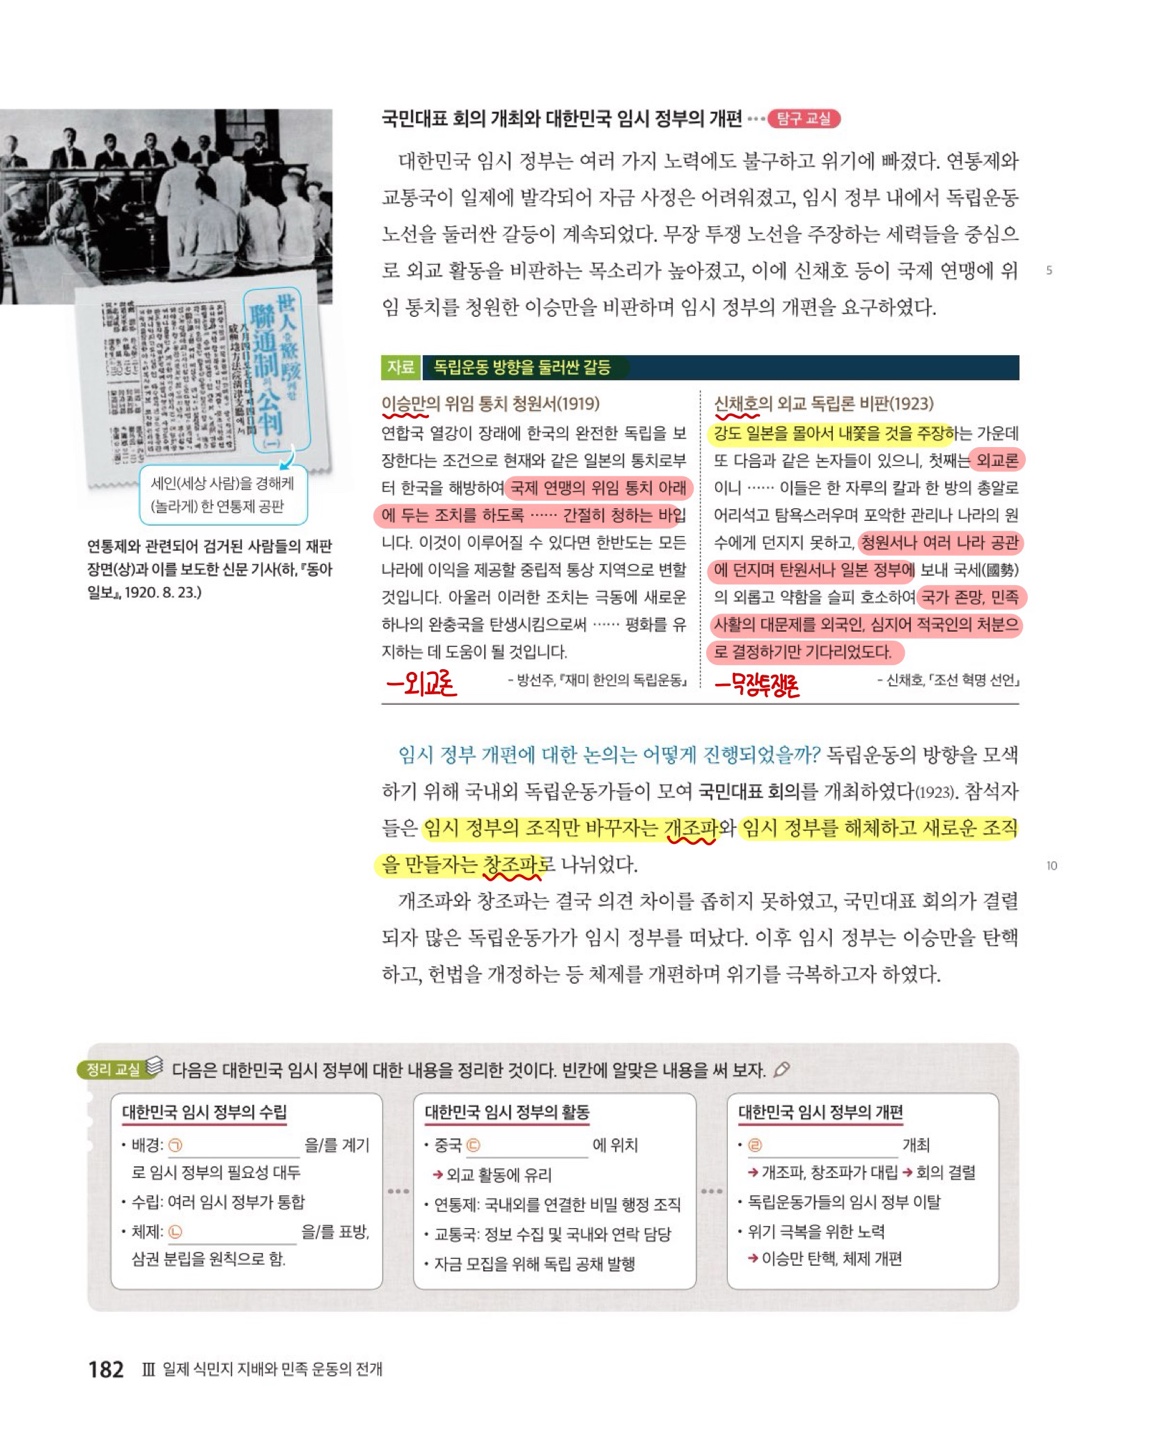 국민대표 회의 개최와 대한민국 임시 정부의 개편 ••• 탐구 교실
대한민국 임시 정부는 여러 가지 노력에도 불구하고 위기에 빠졌다. 연통제와
교통국이 일제에 발각되어 자금 사정은 어려워졌고, 임시 정부 내에서 독립운동
노선을 둘러싼 갈등이 계속되었다. 무장 투쟁 노선을 주장하는 세력들을 중심으
로 외교 활동을 비판하는 목소리가 높아졌고, 이에 신채호 등이 국제 연맹에 위
5
임 통치를 청원한 이승만을 비판하며 임시 정부의 개편을 요구하였다.
世人을 驚駭케한
聯通制의 公判 (一)
세인(세상 사람)을 경해케
(놀라게) 한 연통제 공판
연통제와 관련되어 검거된 사람들의 재판
장면(상)과 이를 보도한 신문 기사(하, 『동아
일보』, 1920. 8. 23.)
자료 독립운동 방향을 둘러싼 갈등
이승만의 위임 통치 청원서(1919)
연합국 열강이 장래에 한국의 완전한 독립을 보
장한다는 조건으로 현재와 같은 일본의 통치로부
터 한국을 해방하여 국제 연맹의 위임 통치 아래
에 두는 조치를 하도록 …… 간절히 청하는 바입
니다. 이것이 이루어질 수 있다면 한반도는 모든
나라에 이익을 제공할 중립적 통상 지역으로 변할
것입니다. 아울러 이러한 조치는 극동에 새로운
하나의 완충국을 탄생시킴으로써 …… 평화를 유
지하는 데 도움이 될 것입니다.
- 외교론
- 방선주, 『재미 한인의 독립운동』
신채호의 외교 독립론 비판(1923)
강도 일본을 몰아서 내쫓을 것을 주장하는 가운데
또 다음과 같은 논자들이 있으니, 첫째는 외교론
이니 …… 이들은 한 자루의 칼과 한 방의 총알로
어리석고 탐욕스러우며 포악한 관리나 나라의 원
수에게 던지지 못하고, 청원서나 여러 나라 공관
에 던지며 탄원서나 일본 정부에 보내 국세(國勢)
의 외롭고 약함을 슬피 호소하여 국가 존망, 민족
사활의 대문제를 외국인, 심지어 적국인의 처분으
로 결정하기만 기다리었도다.
- 무장투쟁론
- 신채호, 「조선 혁명 선언」
임시 정부 개편에 대한 논의는 어떻게 진행되었을까? 독립운동의 방향을 모색
하기 위해 국내외 독립운동가들이 모여 국민대표 회의를 개최하였다(1923). 참석자
들은 임시 정부의 조직만 바꾸자는 개조파와 임시 정부를 해체하고 새로운 조직
을 만들자는 창조파로 나뉘었다.
10
개조파와 창조파는 결국 의견 차이를 좁히지 못하였고, 국민대표 회의가 결렬
되자 많은 독립운동가가 임시 정부를 떠났다. 이후 임시 정부는 이승만을 탄핵
하고, 헌법을 개정하는 등 체제를 개편하며 위기를 극복하고자 하였다.
정리 교실 다음은 대한민국 임시 정부에 대한 내용을 정리한 것이다. 빈칸에 알맞은 내용을 써 보자.
대한민국 임시 정부의 수립
• 배경: ㉠ 을/를 계기
로 임시 정부의 필요성 대두
• 수립: 여러 임시 정부가 통합
• 체제: ㉡ 을/를 표방,
삼권 분립을 원칙으로 함.
•••
대한민국 임시 정부의 활동
• 중국 ㉢ 에 위치
→ 외교 활동에 유리
• 연통제: 국내외를 연결한 비밀 행정 조직
• 교통국: 정보 수집 및 국내와 연락 담당
• 자금 모집을 위해 독립 공채 발행
•••
대한민국 임시 정부의 개편
• ㉣ 개최
→ 개조파, 창조파가 대립 → 회의 결렬
• 독립운동가들의 임시 정부 이탈
• 위기 극복을 위한 노력
→ 이승만 탄핵, 체제 개편
182 Ⅲ 일제 식민지 지배와 민족 운동의 전개